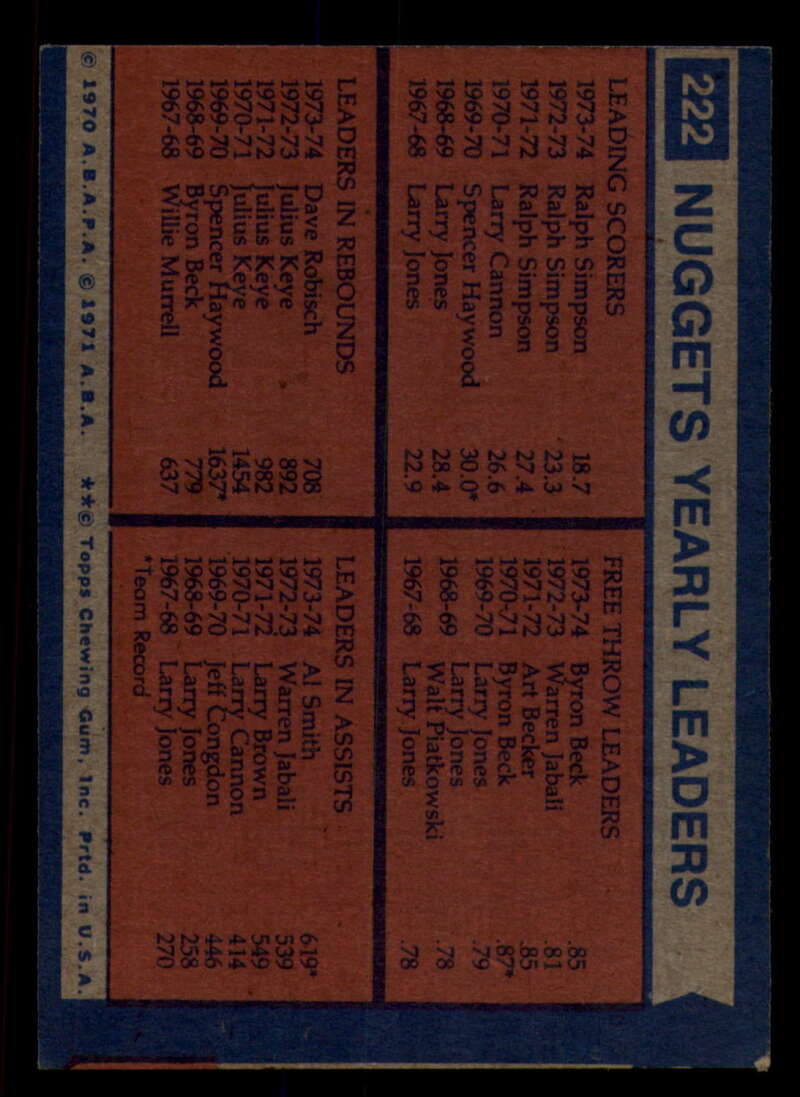 222 NUGGETS YEARLY LEADERS
LEADING SCORERS
1973-74 Ralph Simpson 18.7
1972-73 Ralph Simpson 23.3
1971-72 Ralph Simpson 27.4
1970-71 Larry Cannon 26.6
1969-70 Spencer Haywood 30.0*
1968-69 Larry Jones 28.4
1967-68 Larry Jones 22.9
FREE THROW LEADERS
1973-74 Byron Beck .85
1972-73 Warren Jabali .81
1971-72 Art Becker .85
1970-71 Byron Beck .87*
1969-70 Larry Jones .79
Larry Jones
1968-69 Walt Piatkowski .78
1967-68 Larry Jones .78
LEADERS IN REBOUNDS
1973-74 Dave Robisch 708
1972-73 Julius Keye 892
1971-72 Julius Keye 982
1970-71 Julius Keye 1454
1969-70 Spencer Haywood 1637*
1968-69 Byron Beck 779
1967-68 Willie Murrell 637
LEADERS IN ASSISTS
1973-74 Al Smith 619*
1972-73 Warren Jabali 539
1971-72 Larry Brown 549
1970-71 Larry Cannon 414
1969-70 Jeff Congdon 446
1968-69 Larry Jones 258
1967-68 Larry Jones 270
*Team Record
© 1970 A.B.A.P.A. © 1971 A.B.A. **© Topps Chewing Gum, Inc. Prtd. in U.S.A.